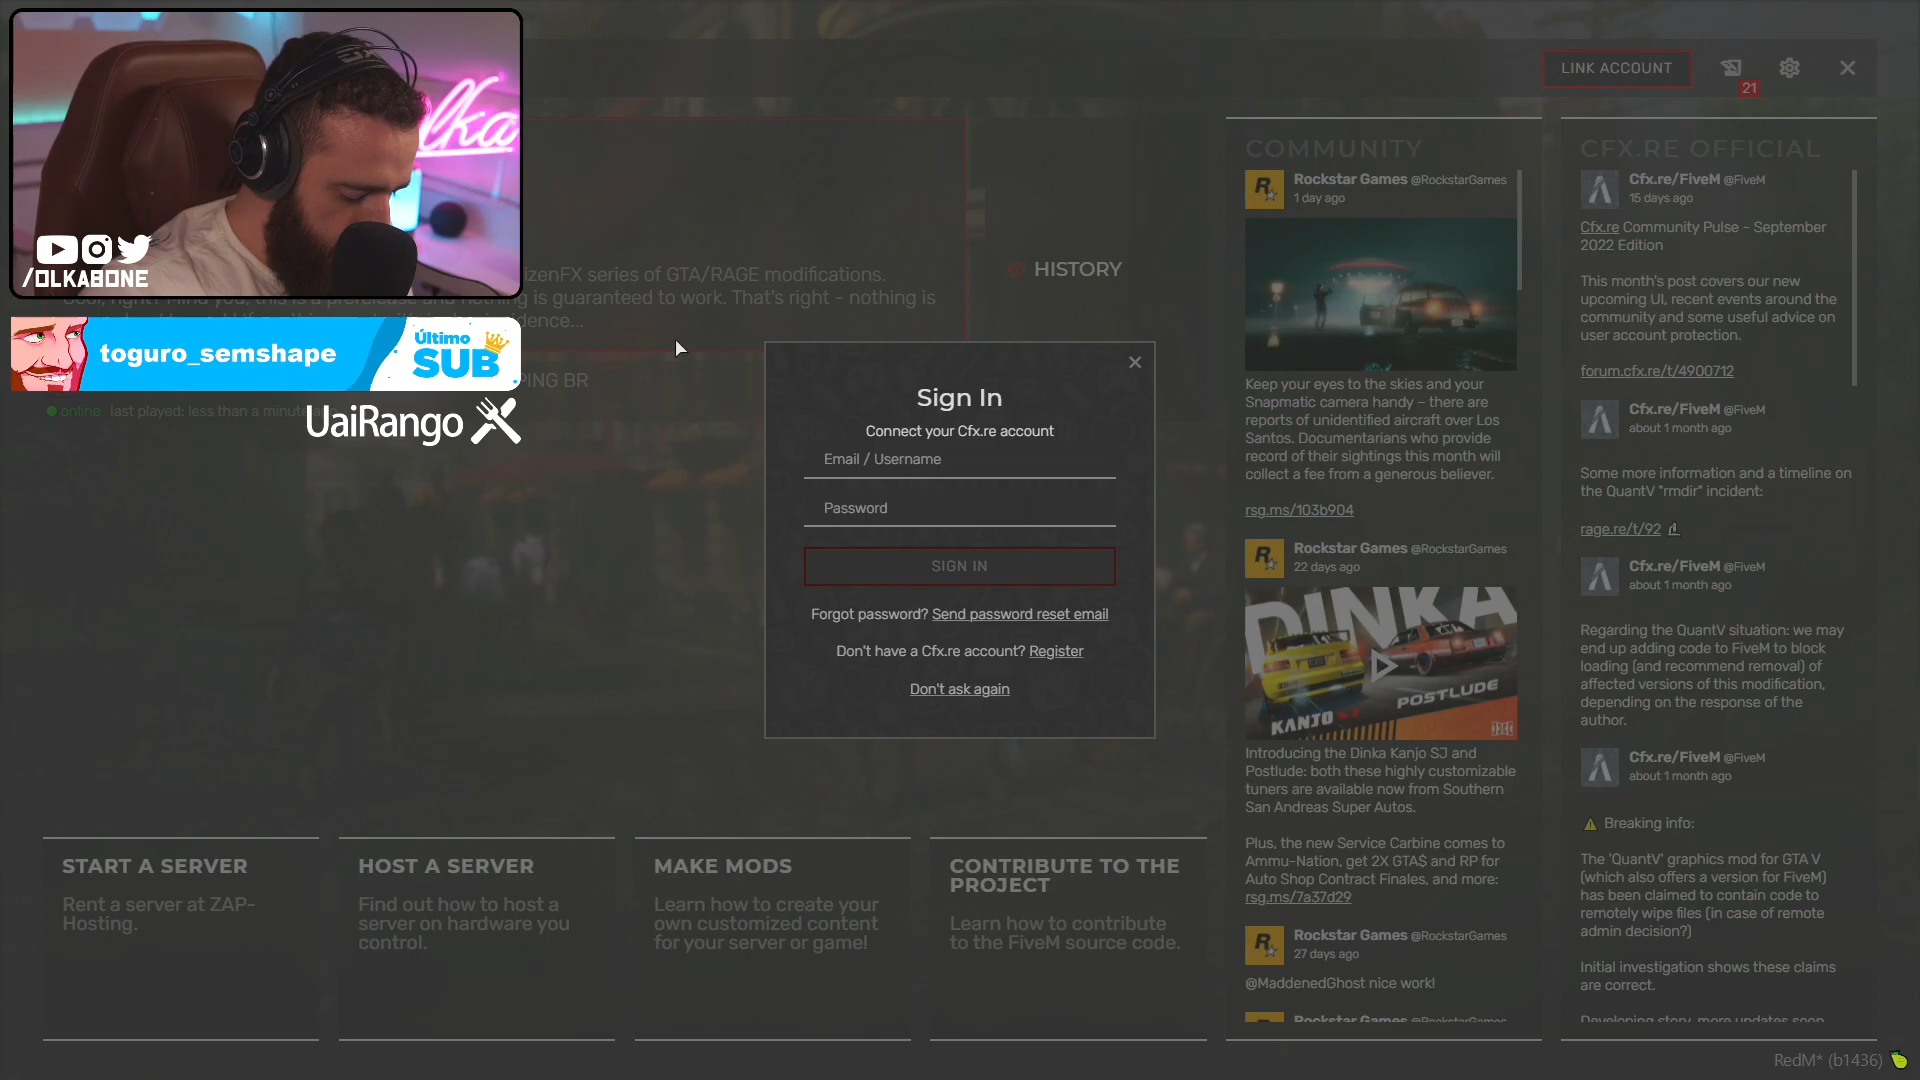 lka
/OLKABONE
izenFX series of GTA/RAGE modifications.
is guaranteed to work. That's right - nothing is
idence...
toguro_semshape
Último
SUB
PING BR
online last played: less than a minute
UaiRango
HISTORY
LINK ACCOUNT
21
Sign In
Connect your Cfx.re account
Email / Username
Password
SIGN IN
Forgot password? Send password reset email
Don't have a Cfx.re account? Register
Don't ask again
START A SERVER
Rent a server at ZAP-
Hosting.
HOST A SERVER
Find out how to host a
server on hardware you
control.
MAKE MODS
Learn how to create your
own customized content
for your server or game!
CONTRIBUTE TO THE
PROJECT
Learn how to contribute
to the FiveM source code.
COMMUNITY
Rockstar Games @RockstarGames
1 day ago
Keep your eyes to the skies and your
Snapmatic camera handy – there are
reports of unidentified aircraft over Los
Santos. Documentarians who provide
record of their sightings this month will
collect a fee from a generous believer.
rsg.ms/103b904
Rockstar Games @RockstarGames
22 days ago
DINKA
KANJO SJ
POSTLUDE
Introducing the Dinka Kanjo SJ and
Postlude: both these highly customizable
tuners are available now from Southern
San Andreas Super Autos.
Plus, the new Service Carbine comes to
Ammu-Nation, get 2X GTA$ and RP for
Auto Shop Contract Finales, and more:
rsg.ms/7a37d29
Rockstar Games @RockstarGames
27 days ago
@MaddenedGhost nice work!
Rockstar Games @RockstarGames
CFX.RE OFFICIAL
Cfx.re/FiveM @FiveM
15 days ago
Cfx.re Community Pulse - September
2022 Edition
This month's post covers our new
upcoming UI, recent events around the
community and some useful advice on
user account protection.
forum.cfx.re/t/4900712
Cfx.re/FiveM @FiveM
about 1 month ago
Some more information and a timeline on
the QuantV "rmdir" incident:
rage.re/t/92
Cfx.re/FiveM @FiveM
about 1 month ago
Regarding the QuantV situation: we may
end up adding code to FiveM to block
loading (and recommend removal) of
affected versions of this modification,
depending on the response of the
author.
Cfx.re/FiveM @FiveM
about 1 month ago
Breaking info:
The 'QuantV' graphics mod for GTA V
(which also offers a version for FiveM)
has been claimed to contain code to
remotely wipe files (in case of remote
admin decision?)
Initial investigation shows these claims
are correct.
Developing story, more updates soon
RedM* (b1436)